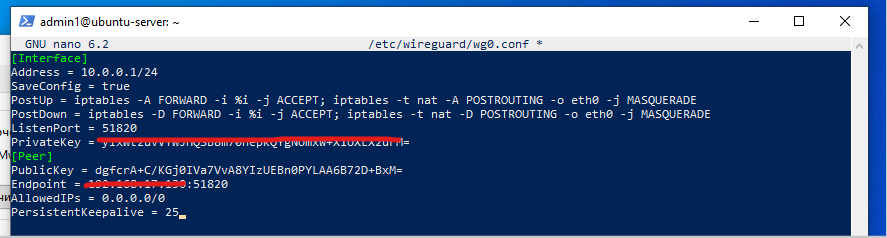 admin1@ubuntu-server: ~
GNU nano 6.2 /etc/wireguard/wg0.conf *
[Interface]
Address = 10.0.0.1/24
SaveConfig = true
PostUp = iptables -A FORWARD -i %i -j ACCEPT; iptables -t nat -A POSTROUTING -o eth0 -j MASQUERADE
PostDown = iptables -D FORWARD -i %i -j ACCEPT; iptables -t nat -D POSTROUTING -o eth0 -j MASQUERADE
ListenPort = 51820
PrivateKey =
[Peer]
PublicKey = dgfcrA+C/KGj0IVa7VvA8YIzUEBn0PYLAA6B72D+BxM=
Endpoint = :51820
AllowedIPs = 0.0.0.0/0
PersistentKeepalive = 25